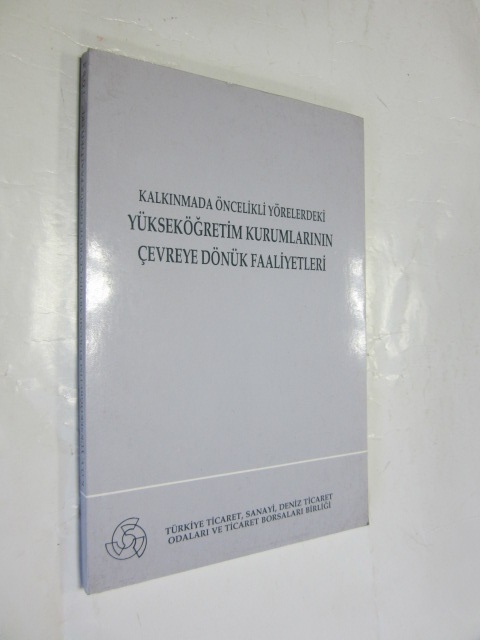 KALKINMADA ÖNCELİKLİ YÖRELERDEKİ
YÜKSEKÖĞRETİM KURUMLARININ
ÇEVREYE DÖNÜK FAALİYETLERİ
TÜRKİYE TİCARET, SANAYİ, DENİZ TİCARET
ODALARI VE TİCARET BORSALARI BİRLİĞİ